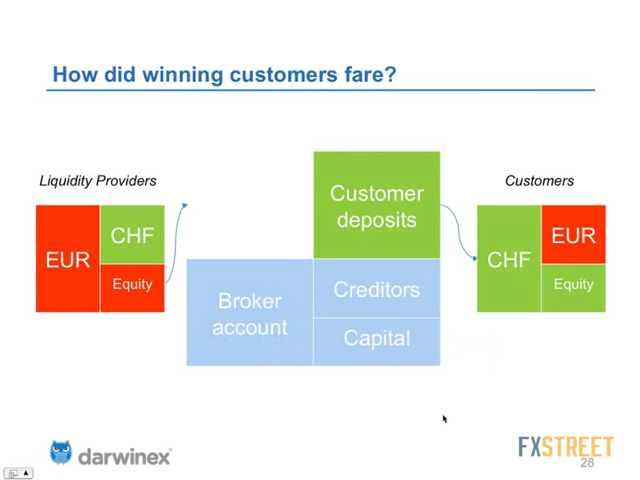 How did winning customers fare?
Liquidity Providers
EUR
CHF
Equity
Customer
deposits
Broker
account
Creditors
Capital
Customers
CHF
EUR
Equity
darwinex
FXSTREET
28